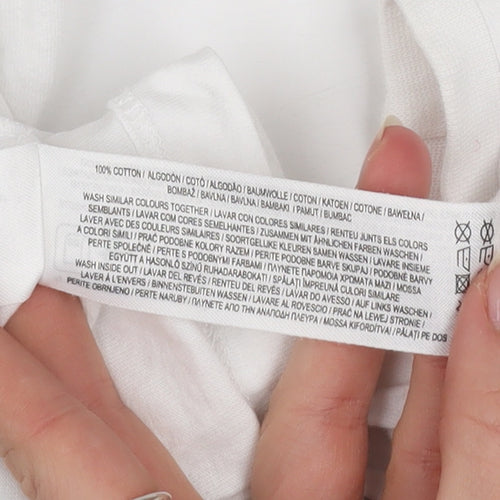 100% COTTON / ALGODÓN / COTÓ / ALGODÃO / BAUMWOLLE / COTON / KATOEN / COTONE / BAWEŁNA /
BOMBAŽ / BAVLNA / BAVLNA / BAMBAKI / PAMUT / BUMBAC
WASH SIMILAR COLOURS TOGETHER / LAVAR CON COLORES SIMILARES / RENTEU JUNTS ELS COLORS
SEMBLANTS / LAVAR COM CORES SEMELHANTES / ZUSAMMEN MIT ÄHNLICHEN FARBEN WASCHEN /
LAVER AVEC DES COULEURS SIMILAIRES / SOORTGELIJKE KLEUREN SAMEN WASSEN / LAVARE INSIEME
A COLORI SIMILI / PRAĆ PODOBNE KOLORY RAZEM / PERITE PODOBNE BARVE SKUPAJ / PODOBNÉ BARVY
PERTE SPOLEČNĚ / PERTE S PODOBNÝMI FARBAMI / ΠΛΥΝΕΤΕ ΠΑΡΟΜΟΙΑ ΧΡΩΜΑΤΑ ΜΑΖΙ / MOSSA
EGYÜTT A HASONLÓ SZÍNŰ RUHADARABOKAT / SPĂLAȚI ÎMPREUNĂ CULORI SIMILARE
WASH INSIDE OUT / LAVAR DEL REVÉS / RENTEU DEL REVÉS / LAVAR DO AVESSO / AUF LINKS WASCHEN /
LAVER À L'ENVERS / BINNENSTEBUTEN WASSEN / LAVARE AL ROVESCIO / PRAĆ NA LEWEJ STRONIE /
PERITE OBRNJENO / PERTE NARUBY / ΠΛΥΝΕΤΕ ΑΠΟ ΤΗΝ ΑΝΑΠΟΔΗ ΠΛΕΥΡΑ / MOSSA KIFORDÍTVA / SPĂLAȚI PE DOS